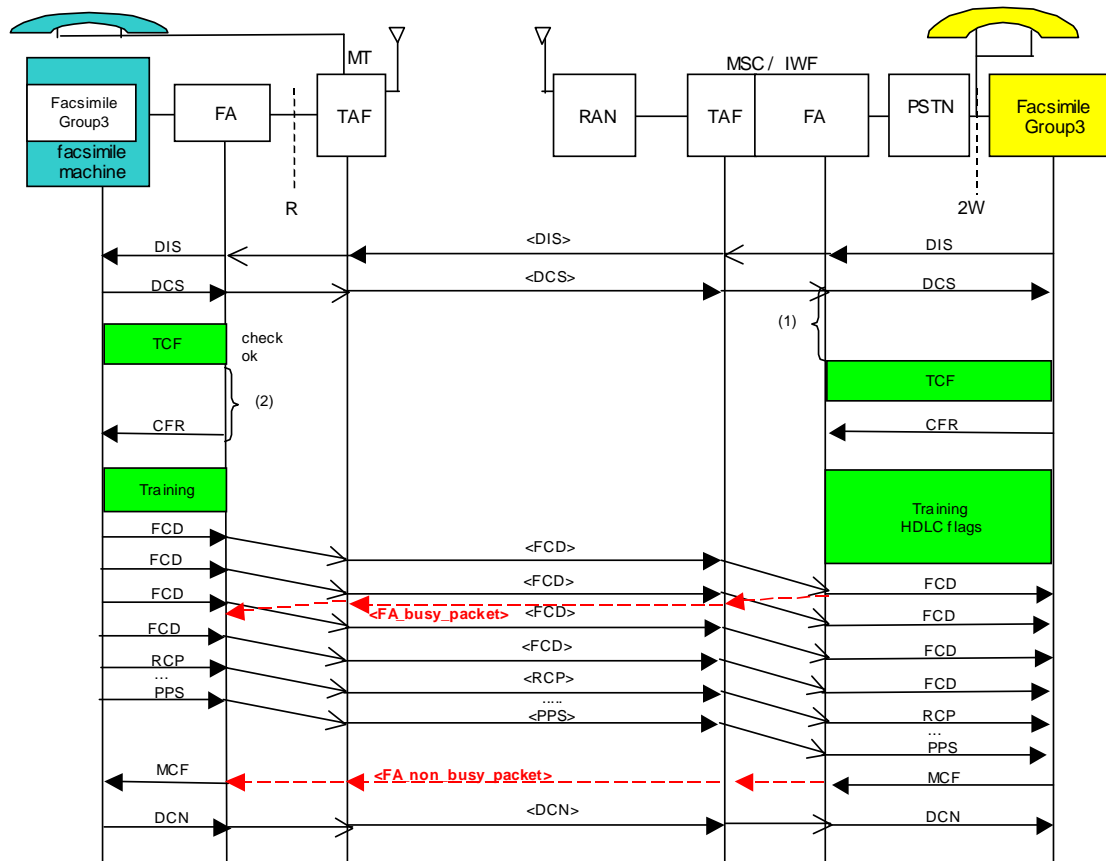 MT
MSC / IWF
Facsimile
Group3
facsimile
machine
FA
TAF
RAN
TAF
FA
PSTN
Facsimile
Group3
R
2W
DIS
<DIS>
DIS
DCS
<DCS>
DCS
TCF
check
ok
(1)
TCF
(2)
CFR
CFR
Training
Training
HDLC flags
FCD
<FCD>
FCD
FCD
<FCD>
FCD
FCD
<FA_busy_packet>
<FCD>
FCD
FCD
<FCD>
FCD
RCP
...
<RCP>
.....
RCP
...
PPS
<PPS>
PPS
MCF
<FA_non_busy_packet>
MCF
DCN
<DCN>
DCN